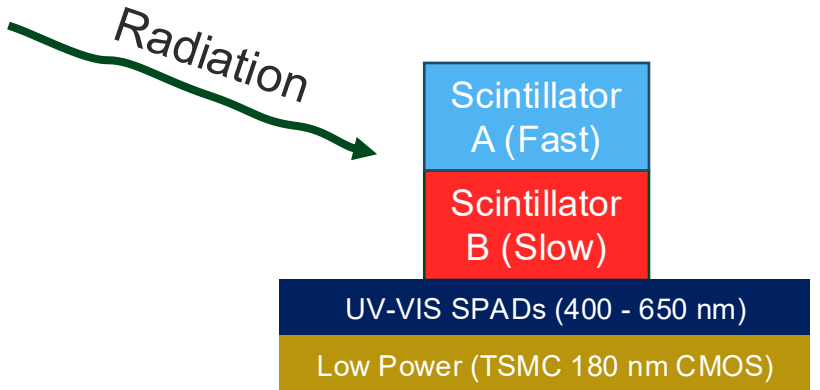 Radiation
Scintillator
A (Fast)
Scintillator
B (Slow)
UV-VIS SPADs (400 - 650 nm)
Low Power (TSMC 180 nm CMOS)